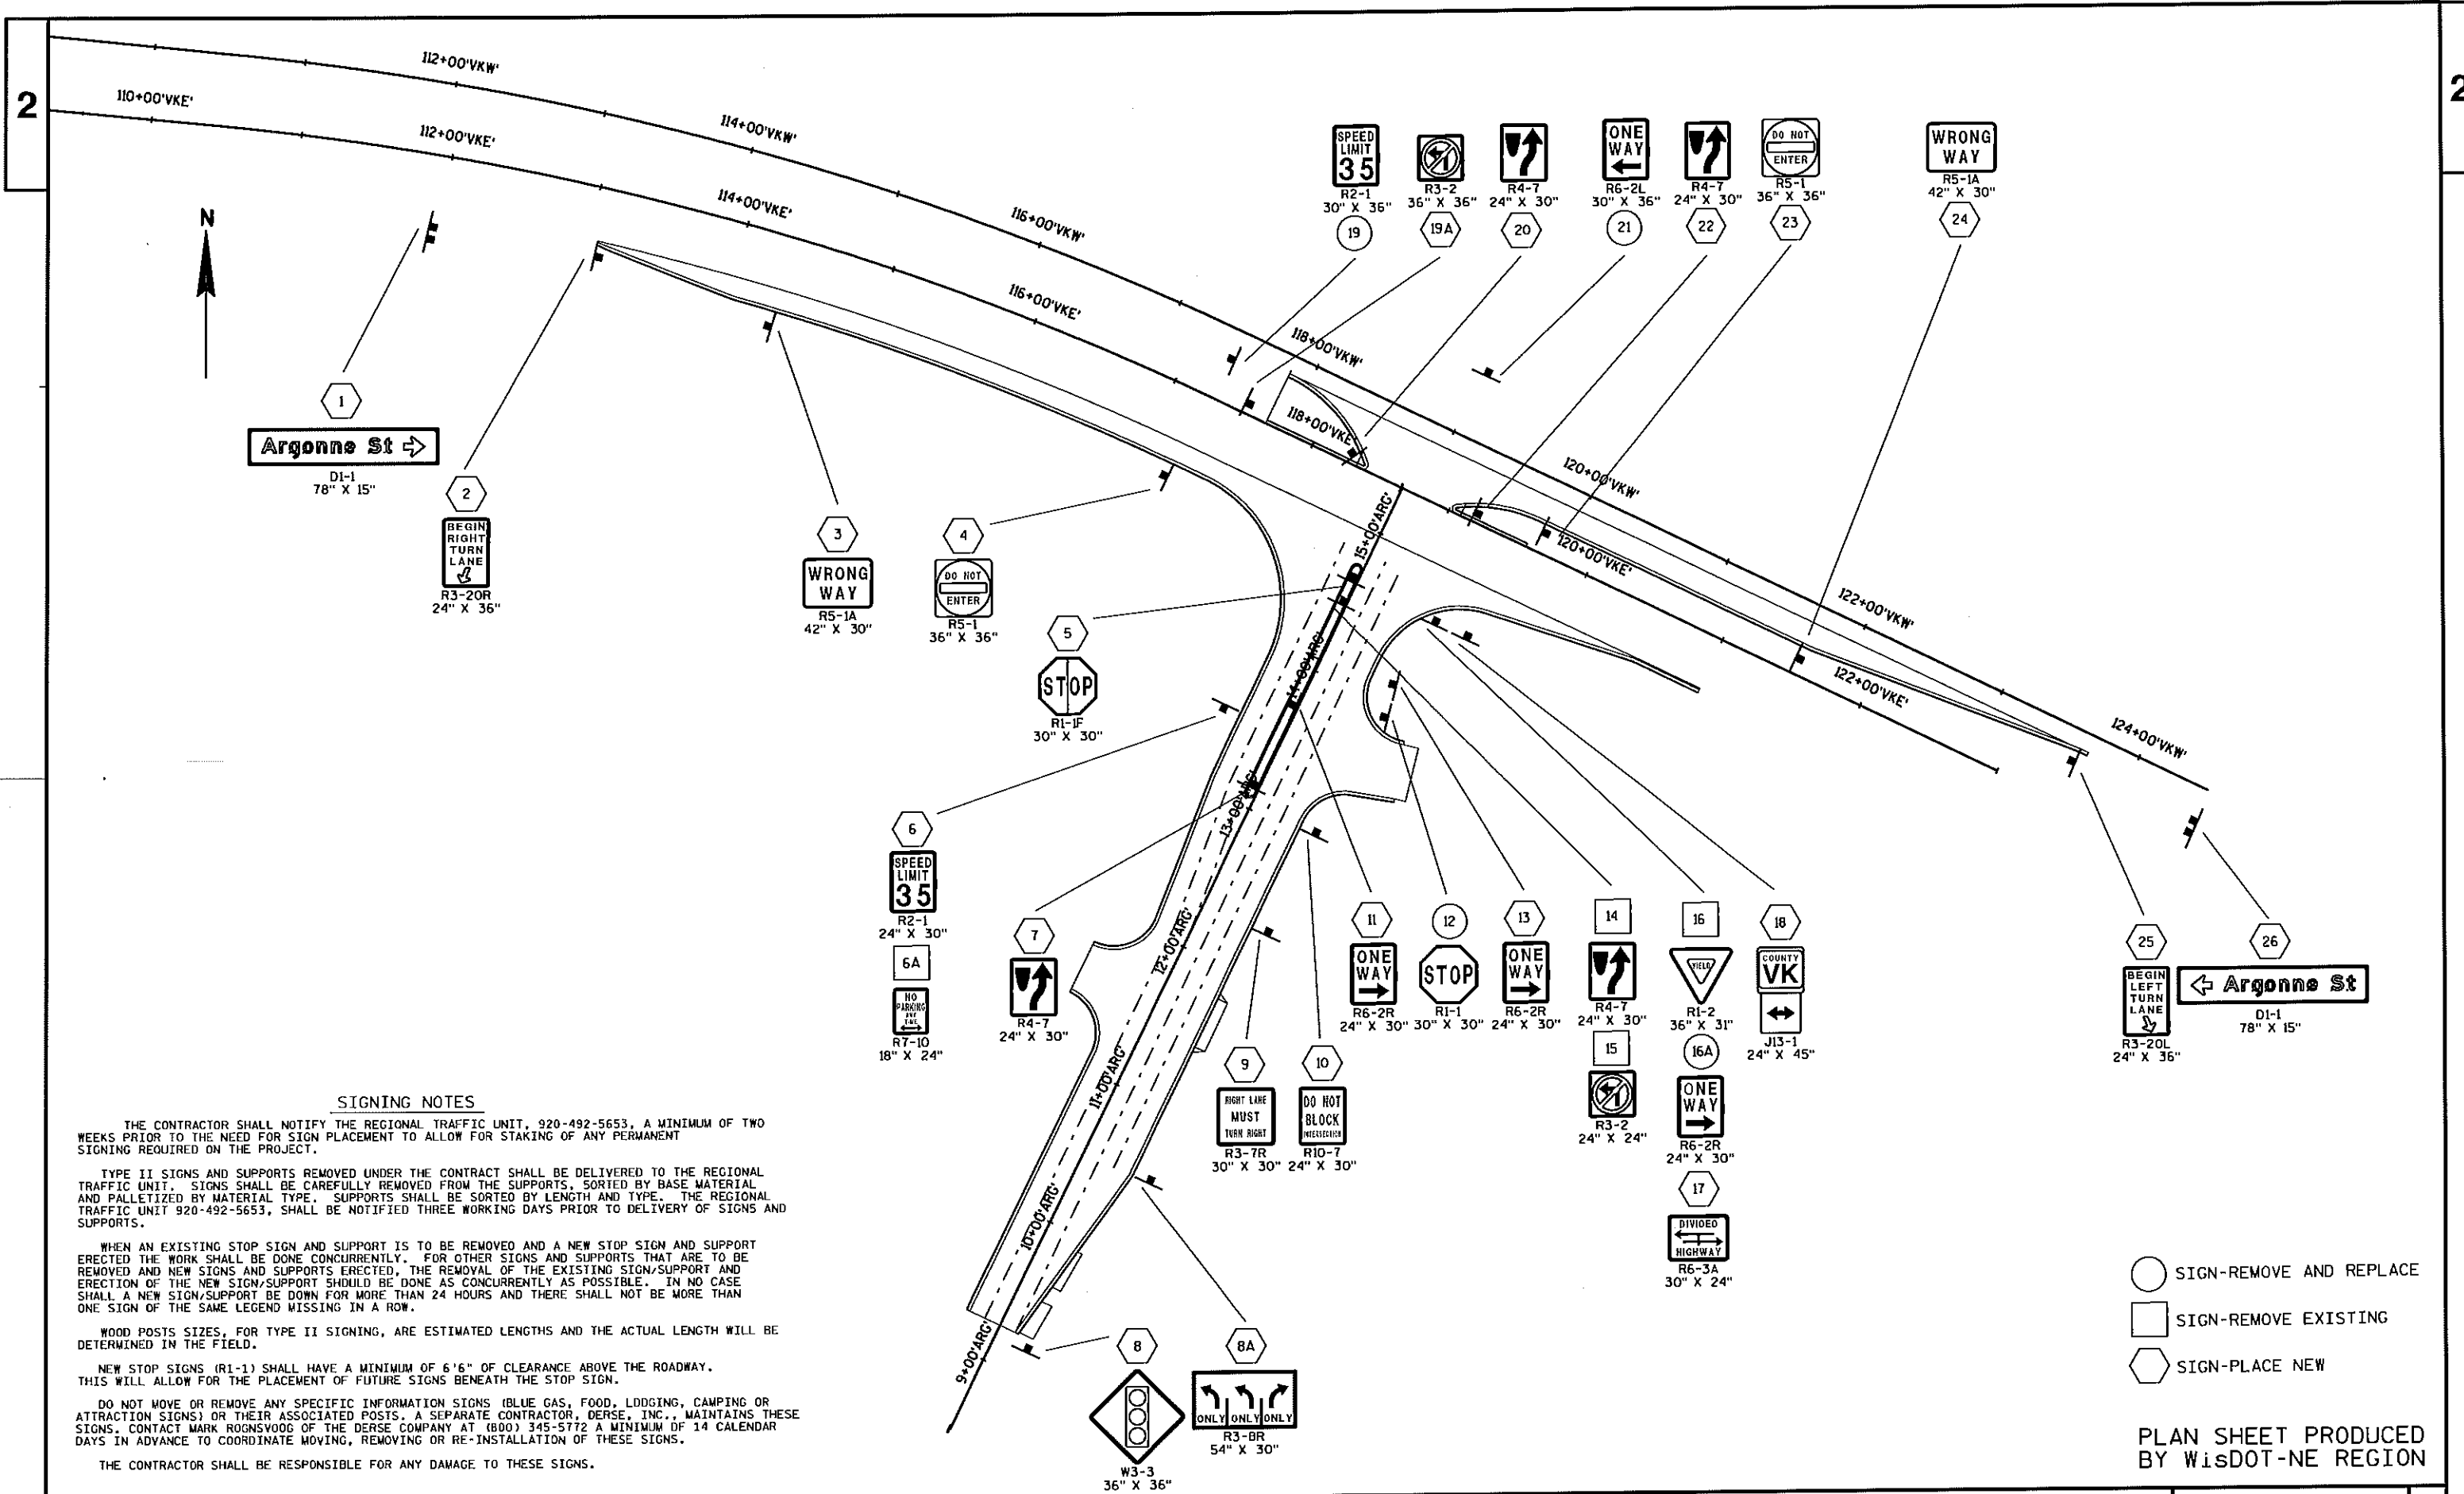 2
2
112+00'VKW'
110+00'VKE'
112+00'VKE'
114+00'VKW'
114+00'VKE'
116+00'VKW'
116+00'VKE'
118+00'VKW'
118+00'VKE'
120+00'VKW'
120+00'VKE'
122+00'VKW'
122+00'VKE'
124+00'VKW'
N
SPEED
LIMIT
35
R2-1
30" X 36"
19
R3-2
36" X 36"
19A
R4-7
24" X 30"
20
ONE
WAY
R6-2L
30" X 36"
21
R4-7
24" X 30"
22
DO NOT
ENTER
R5-1
36" X 36"
23
WRONG
WAY
R5-1A
42" X 30"
24
1
Argonne St
D1-1
78" X 15"
2
BEGIN
RIGHT
TURN
LANE
R3-20R
24" X 36"
3
WRONG
WAY
R5-1A
42" X 30"
4
DO NOT
ENTER
R5-1
36" X 36"
5
STOP
R1-1F
30" X 30"
15+00'ARG'
14+00'ARG'
13+00'ARG'
12+00'ARG'
11+00'ARG'
10+00'ARG'
9+00'ARG'
6
SPEED
LIMIT
35
R2-1
24" X 30"
6A
NO
PARKING
ANY
TIME
R7-10
18" X 24"
7
R4-7
24" X 30"
8
W3-3
36" X 36"
8A
ONLY ONLY ONLY
R3-8R
54" X 30"
9
RIGHT LANE
MUST
TURN RIGHT
R3-7R
30" X 30"
10
DO NOT
BLOCK
INTERSECTION
R10-7
24" X 30"
11
ONE
WAY
R6-2R
24" X 30"
12
STOP
R1-1
30" X 30"
13
ONE
WAY
R6-2R
24" X 30"
14
R4-7
24" X 30"
15
R3-2
24" X 24"
16
YIELD
R1-2
36" X 31"
16A
ONE
WAY
R6-2R
24" X 30"
17
DIVIDED
HIGHWAY
R6-3A
30" X 24"
18
COUNTY
VK
J13-1
24" X 45"
25
BEGIN
LEFT
TURN
LANE
R3-20L
24" X 36"
26
Argonne St
D1-1
78" X 15"
SIGNING NOTES
THE CONTRACTOR SHALL NOTIFY THE REGIONAL TRAFFIC UNIT, 920-492-5653, A MINIMUM OF TWO
WEEKS PRIOR TO THE NEED FOR SIGN PLACEMENT TO ALLOW FOR STAKING OF ANY PERMANENT
SIGNING REQUIRED ON THE PROJECT.
TYPE II SIGNS AND SUPPORTS REMOVED UNDER THE CONTRACT SHALL BE DELIVERED TO THE REGIONAL
TRAFFIC UNIT. SIGNS SHALL BE CAREFULLY REMOVED FROM THE SUPPORTS, SORTED BY BASE MATERIAL
AND PALLETIZED BY MATERIAL TYPE. SUPPORTS SHALL BE SORTED BY LENGTH AND TYPE. THE REGIONAL
TRAFFIC UNIT 920-492-5653, SHALL BE NOTIFIED THREE WORKING DAYS PRIOR TO DELIVERY OF SIGNS AND
SUPPORTS.
WHEN AN EXISTING STOP SIGN AND SUPPORT IS TO BE REMOVED AND A NEW STOP SIGN AND SUPPORT
ERECTED THE WORK SHALL BE DONE CONCURRENTLY. FOR OTHER SIGNS AND SUPPORTS THAT ARE TO BE
REMOVED AND NEW SIGNS AND SUPPORTS ERECTED, THE REMOVAL OF THE EXISTING SIGN/SUPPORT AND
ERECTION OF THE NEW SIGN/SUPPORT SHOULD BE DONE AS CONCURRENTLY AS POSSIBLE. IN NO CASE
SHALL A NEW SIGN/SUPPORT BE DOWN FOR MORE THAN 24 HOURS AND THERE SHALL NOT BE MORE THAN
ONE SIGN OF THE SAME LEGEND MISSING IN A ROW.
WOOD POSTS SIZES, FOR TYPE II SIGNING, ARE ESTIMATED LENGTHS AND THE ACTUAL LENGTH WILL BE
DETERMINED IN THE FIELD.
NEW STOP SIGNS (R1-1) SHALL HAVE A MINIMUM OF 6'6" OF CLEARANCE ABOVE THE ROADWAY.
THIS WILL ALLOW FOR THE PLACEMENT OF FUTURE SIGNS BENEATH THE STOP SIGN.
DO NOT MOVE OR REMOVE ANY SPECIFIC INFORMATION SIGNS (BLUE GAS, FOOD, LODGING, CAMPING OR
ATTRACTION SIGNS) OR THEIR ASSOCIATED POSTS. A SEPARATE CONTRACTOR, DERSE, INC., MAINTAINS THESE
SIGNS. CONTACT MARK ROGNSVOOG OF THE DERSE COMPANY AT (800) 345-5772 A MINIMUM OF 14 CALENDAR
DAYS IN ADVANCE TO COORDINATE MOVING, REMOVING OR RE-INSTALLATION OF THESE SIGNS.
THE CONTRACTOR SHALL BE RESPONSIBLE FOR ANY DAMAGE TO THESE SIGNS.
SIGN-REMOVE AND REPLACE
SIGN-REMOVE EXISTING
SIGN-PLACE NEW
PLAN SHEET PRODUCED
BY WisDOT-NE REGION